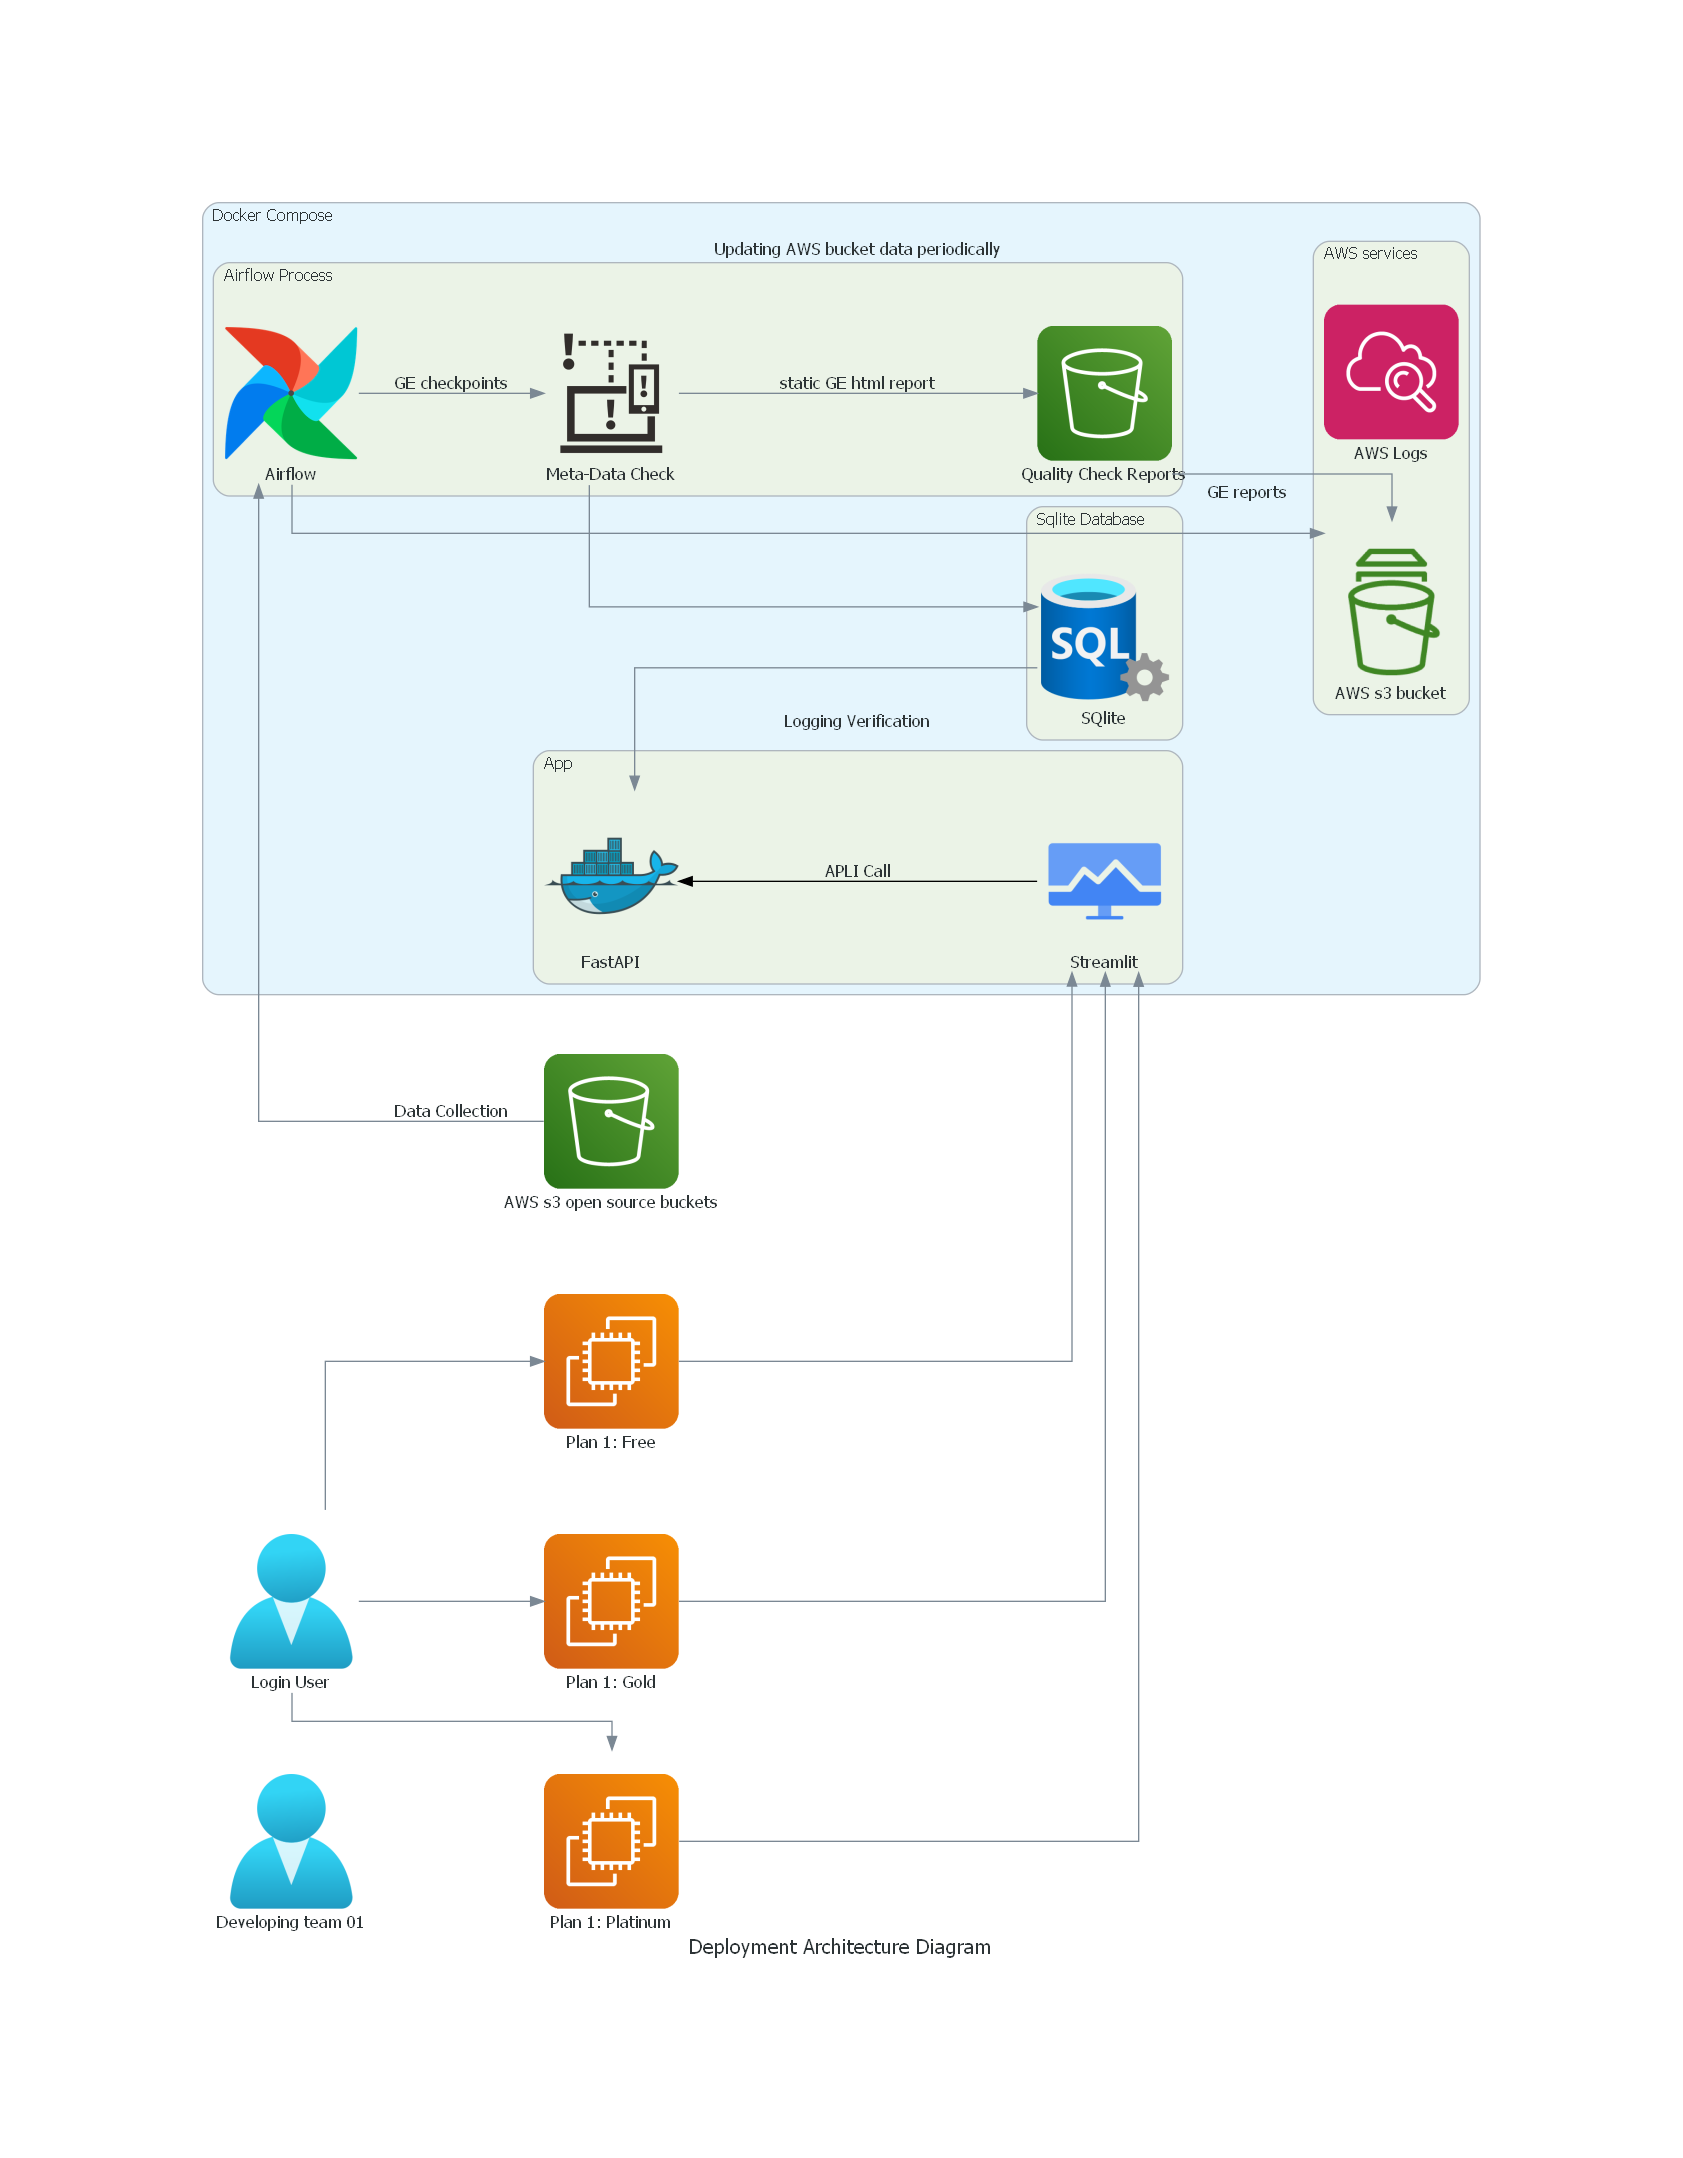 Docker Compose
Updating AWS bucket data periodically
AWS services
Airflow Process
GE checkpoints
static GE html report
AWS Logs
Airflow
Meta-Data Check
Quality Check Reports
GE reports
Sqlite Database
SQL
AWS s3 bucket
SQlite
Logging Verification
App
APLI Call
FastAPI
Streamlit
Data Collection
AWS s3 open source buckets
Plan 1: Free
Login User
Plan 1: Gold
Developing team 01
Plan 1: Platinum
Deployment Architecture Diagram